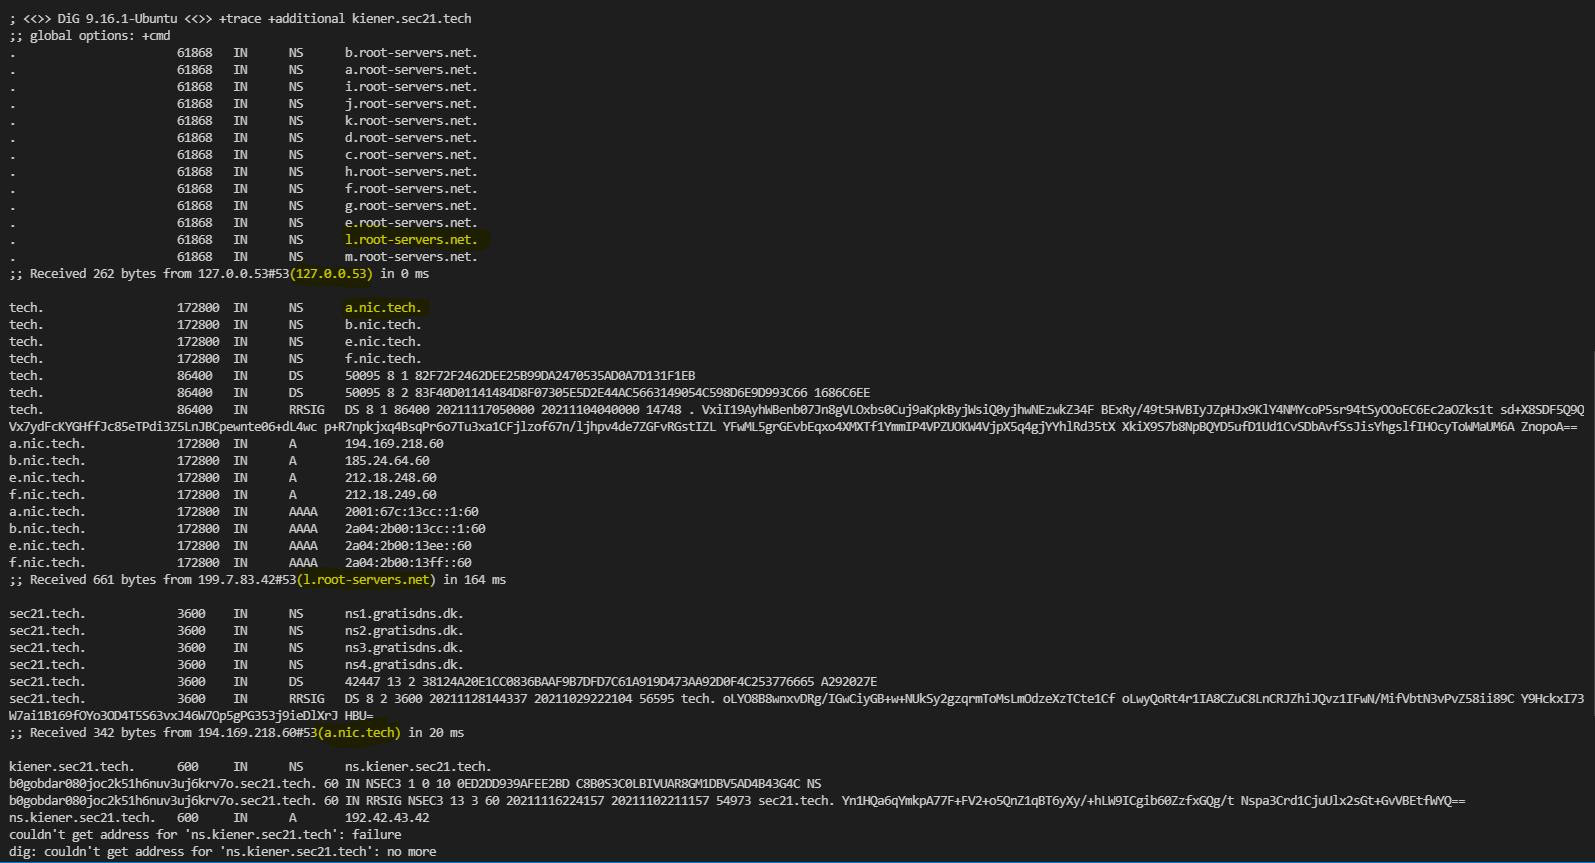 ; <<>> DiG 9.16.1-Ubuntu <<>> +trace +additional kiener.sec21.tech
;; global options: +cmd
. 61868 IN NS b.root-servers.net.
. 61868 IN NS a.root-servers.net.
. 61868 IN NS i.root-servers.net.
. 61868 IN NS j.root-servers.net.
. 61868 IN NS k.root-servers.net.
. 61868 IN NS d.root-servers.net.
. 61868 IN NS c.root-servers.net.
. 61868 IN NS h.root-servers.net.
. 61868 IN NS f.root-servers.net.
. 61868 IN NS g.root-servers.net.
. 61868 IN NS e.root-servers.net.
. 61868 IN NS l.root-servers.net.
. 61868 IN NS m.root-servers.net.
;; Received 262 bytes from 127.0.0.53#53(127.0.0.53) in 0 ms
tech. 172800 IN NS a.nic.tech.
tech. 172800 IN NS b.nic.tech.
tech. 172800 IN NS e.nic.tech.
tech. 172800 IN NS f.nic.tech.
tech. 86400 IN DS 50095 8 1 82F72F2462DEE25B99DA2470535AD0A7D131F1EB
tech. 86400 IN DS 50095 8 2 83F40D01141484D8F07305E5D2E44AC5663149054C598D6E9D993C66 1686C6EE
tech. 86400 IN RRSIG DS 8 1 86400 20211117050000 20211104040000 14748 . VxiI19AyhWBenb07Jn8gVLOxbs0Cuj9aKpkByjWsiQ0yjhwNEzwkZ34F BExRy/49t5HVBIyJZpHJx9KlY4NMYcoP5sr94tSyOOoEC6Ec2aOZks1t sd+X8SDF5Q9Q
Vx7ydFcKYGHffJc85eTPdi3Z5LnJBCpewnte06+dL4wc p+R7npkjxq4BsqPr6o7Tu3xa1CFjlzof67n/ljhpv4de7ZGFvRGstIZL YFwML5grGEvbEqxo4XMXTf1YmmIP4VPZUOKW4VjpX5q4gjYYhlRd35tX XkiX9S7b8NpBQYD5ufD1Ud1CvSDbAvfSsJisYhgslfIHOcyToWMaUM6A ZnopoA==
a.nic.tech. 172800 IN A 194.169.218.60
b.nic.tech. 172800 IN A 185.24.64.60
e.nic.tech. 172800 IN A 212.18.248.60
f.nic.tech. 172800 IN A 212.18.249.60
a.nic.tech. 172800 IN AAAA 2001:67c:13cc::1:60
b.nic.tech. 172800 IN AAAA 2a04:2b00:13cc::1:60
e.nic.tech. 172800 IN AAAA 2a04:2b00:13ee::60
f.nic.tech. 172800 IN AAAA 2a04:2b00:13ff::60
;; Received 661 bytes from 199.7.83.42#53(l.root-servers.net) in 164 ms
sec21.tech. 3600 IN NS ns1.gratisdns.dk.
sec21.tech. 3600 IN NS ns2.gratisdns.dk.
sec21.tech. 3600 IN NS ns3.gratisdns.dk.
sec21.tech. 3600 IN NS ns4.gratisdns.dk.
sec21.tech. 3600 IN DS 42447 13 2 38124A20E1CC0836BAAF9B7DFD7C61A919D473AA92D0F4C253776665 A292027E
sec21.tech. 3600 IN RRSIG DS 8 2 3600 20211128144337 20211029222104 56595 tech. oLYO8B8wnxvDRg/IGwCiyGB+w+NUkSy2gzqrmToMsLmOdzeXzTCte1Cf oLwyQoRt4r1IA8CZuC8LnCRJZhiJQvz1IFwN/MifVbtN3vPvZ58ii89C Y9HckxI73
W7ai1B169fOYo3OD4T5S63vxJ46W7Op5gPG353j9ieDlXrJ HBU=
;; Received 342 bytes from 194.169.218.60#53(a.nic.tech) in 20 ms
kiener.sec21.tech. 600 IN NS ns.kiener.sec21.tech.
b0gobdar080joc2k51h6nuv3uj6krv7o.sec21.tech. 60 IN NSEC3 1 0 10 0ED2DD939AFEE2BD C8B0S3C0LBIVUAR8GM1DBV5AD4B43G4C NS
b0gobdar080joc2k51h6nuv3uj6krv7o.sec21.tech. 60 IN RRSIG NSEC3 13 3 60 20211116224157 20211102211157 54973 sec21.tech. Yn1HQa6qYmkpA77F+FV2+o5QnZ1qBT6yXy/+hLW9ICgib60ZzfxGQg/t Nspa3Crd1CjuUlx2sGt+GvVBEtfWYQ==
ns.kiener.sec21.tech. 600 IN A 192.42.43.42
couldn't get address for 'ns.kiener.sec21.tech': failure
dig: couldn't get address for 'ns.kiener.sec21.tech': no more